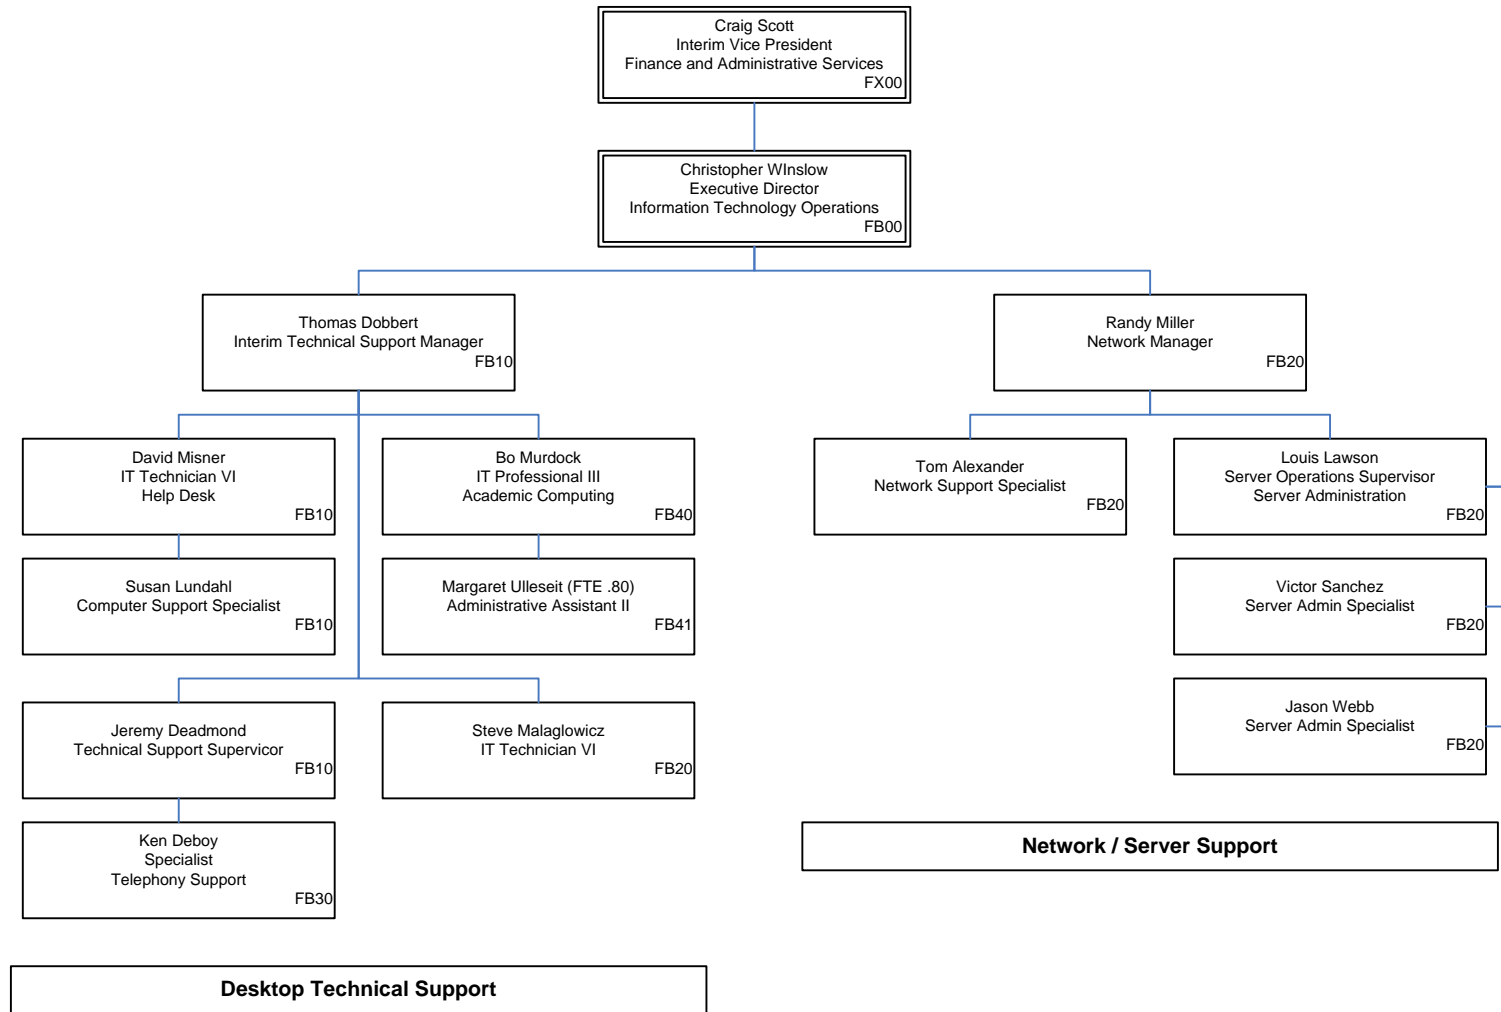 Craig Scott
Interim Vice President
Finance and Administrative Services
FX00
Christopher WInslow
Executive Director
Information Technology Operations
FB00
Thomas Dobbert
Interim Technical Support Manager
FB10
Randy Miller
Network Manager
FB20
David Misner
IT Technician VI
Help Desk
FB10
Bo Murdock
IT Professional III
Academic Computing
FB40
Tom Alexander
Network Support Specialist
FB20
Louis Lawson
Server Operations Supervisor
Server Administration
FB20
Susan Lundahl
Computer Support Specialist
FB10
Margaret Ulleseit (FTE .80)
Administrative Assistant II
FB41
Victor Sanchez
Server Admin Specialist
FB20
Jeremy Deadmond
Technical Support Supervicor
FB10
Steve Malaglowicz
IT Technician VI
FB20
Jason Webb
Server Admin Specialist
FB20
Ken Deboy
Specialist
Telephony Support
FB30
Network / Server Support
Desktop Technical Support